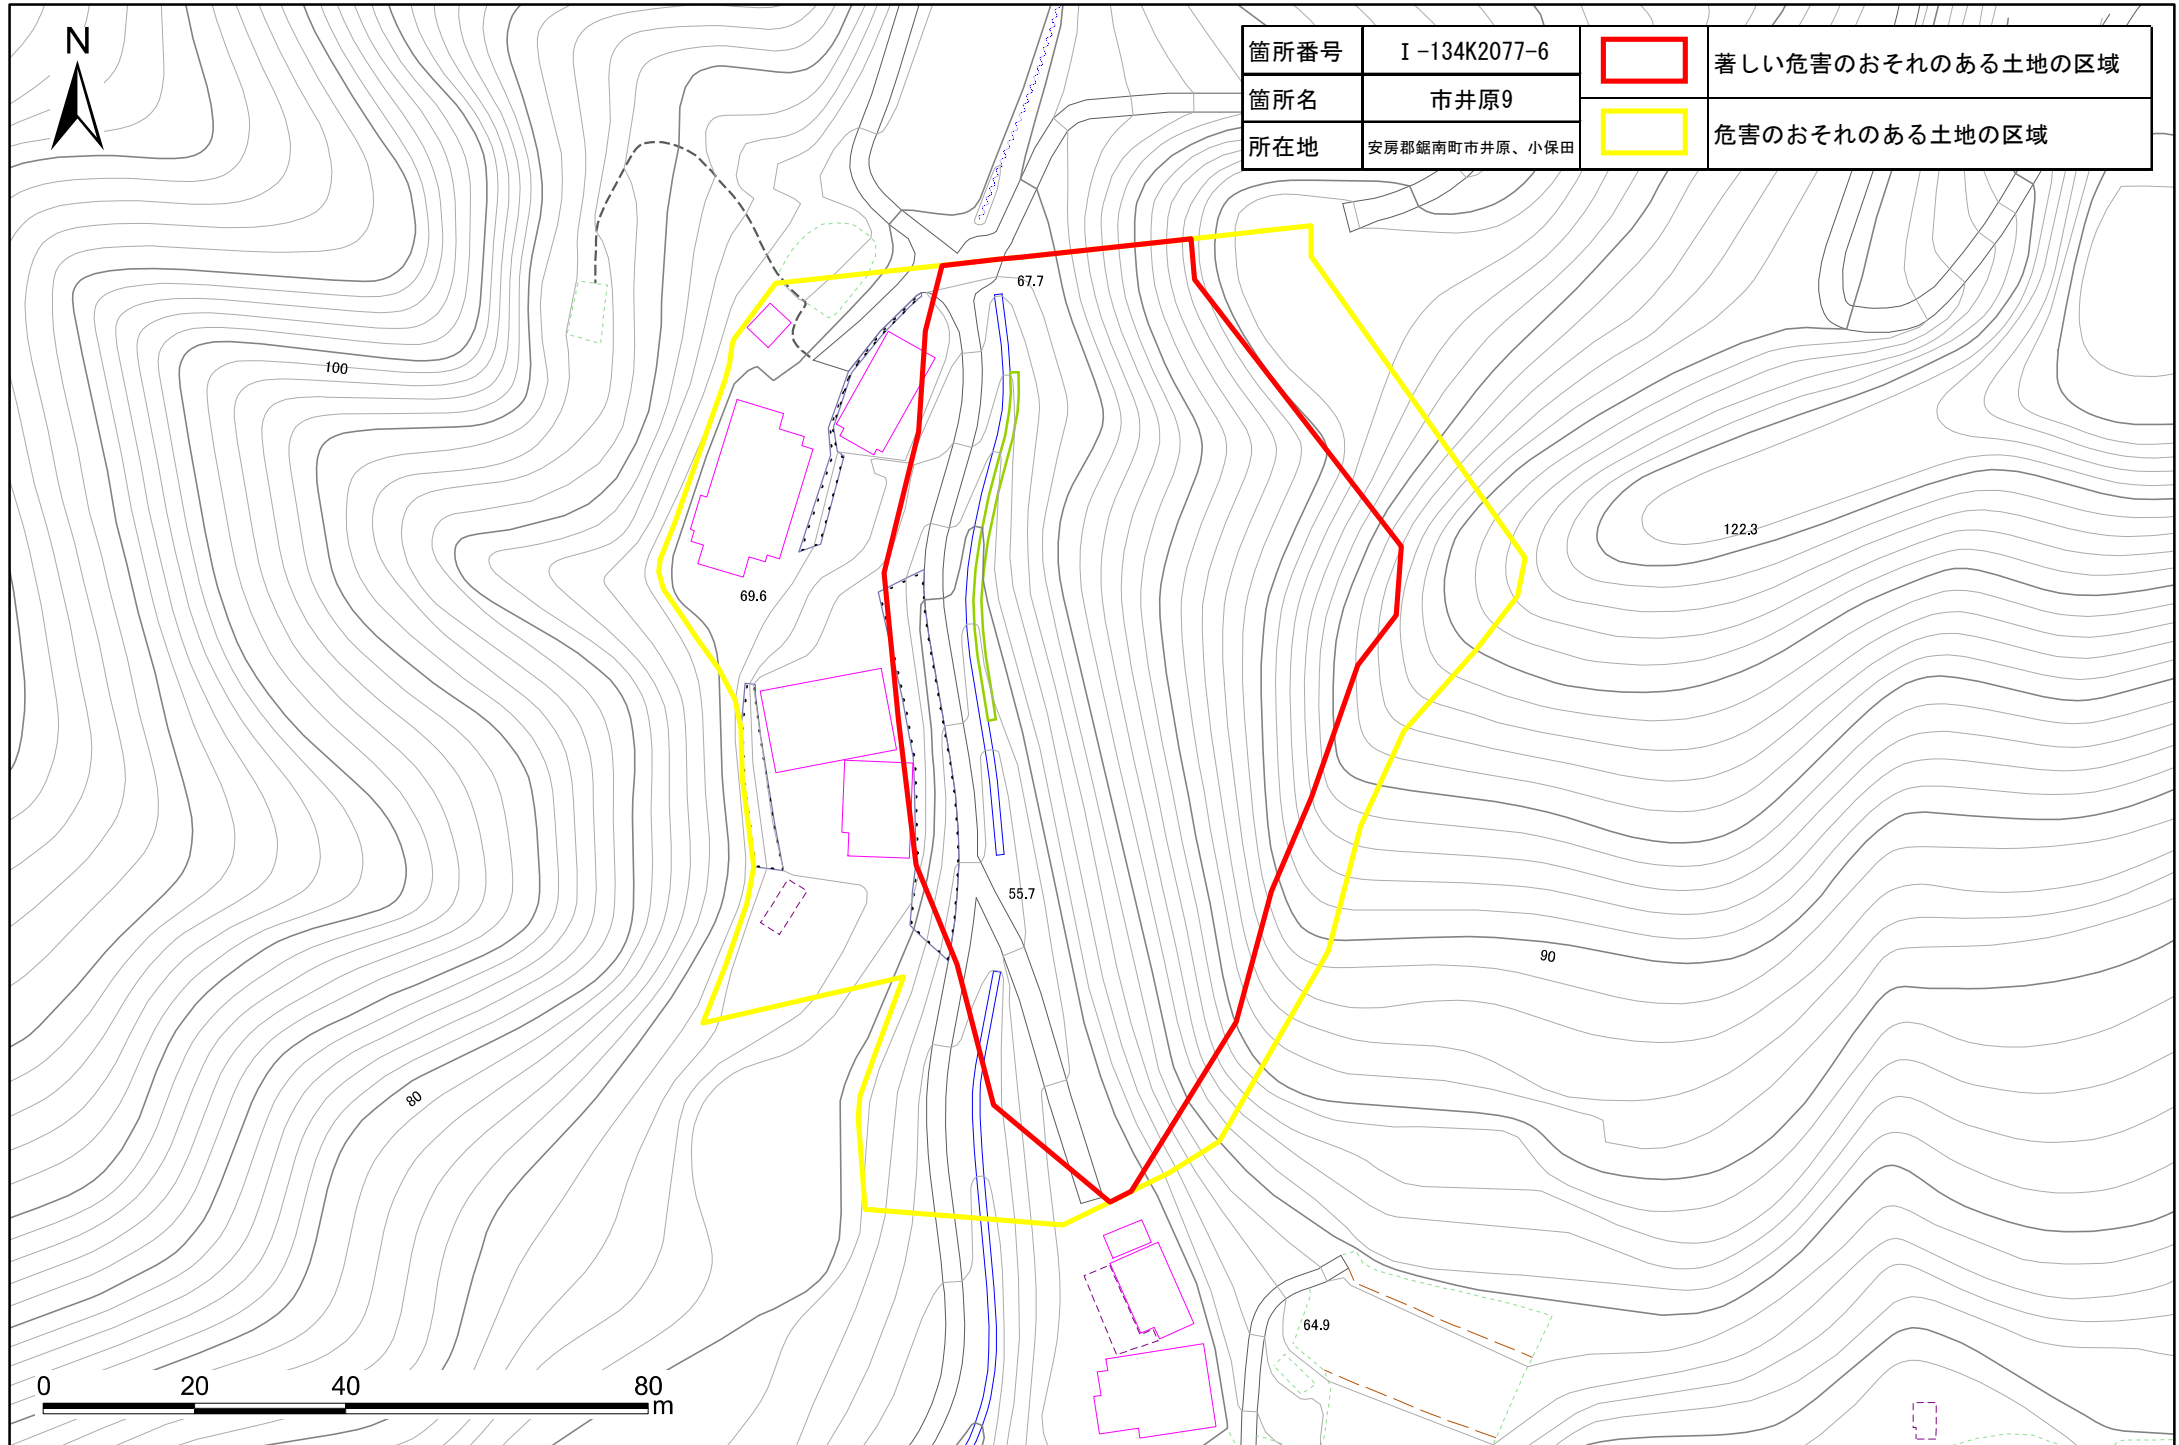 N
箇所番号 Ⅰ-134K2077-6
箇所名 市井原9
所在地 安房郡鋸南町市井原、小保田
著しい危害のおそれのある土地の区域
危害のおそれのある土地の区域
67.7
100
122.3
69.6
55.7
90
80
64.9
0 20 40 80
m